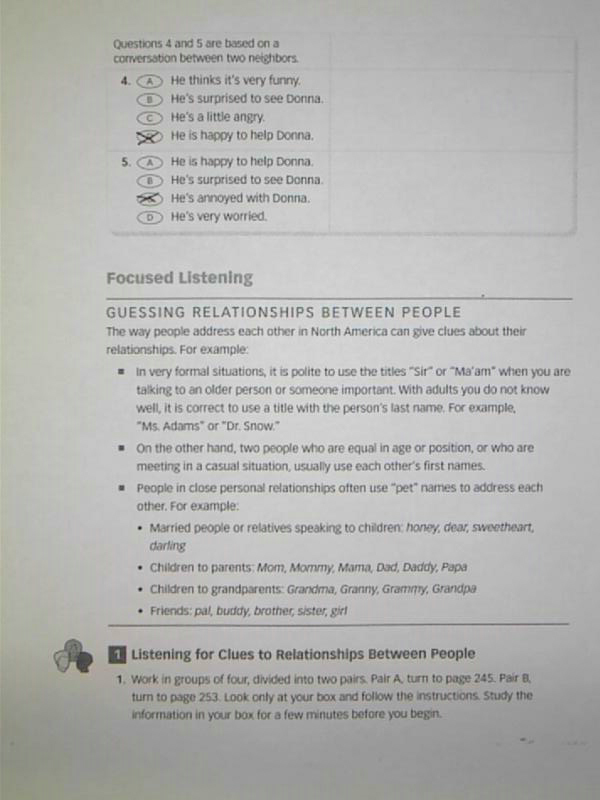 Questions 4 and 5 are based on a
conversation between two neighbors.
4. A He thinks it's very funny.
B He's surprised to see Donna.
C He's a little angry.
He is happy to help Donna.
5. A He is happy to help Donna.
B He's surprised to see Donna.
He's annoyed with Donna.
D He's very worried.
Focused Listening
GUESSING RELATIONSHIPS BETWEEN PEOPLE
The way people address each other in North America can give clues about their
relationships. For example:
■ In very formal situations, it is polite to use the titles "Sir" or "Ma'am" when you are
talking to an older person or someone important. With adults you do not know
well, it is correct to use a title with the person's last name. For example,
"Ms. Adams" or "Dr. Snow."
■ On the other hand, two people who are equal in age or position, or who are
meeting in a casual situation, usually use each other's first names.
■ People in close personal relationships often use "pet" names to address each
other. For example:
• Married people or relatives speaking to children: honey, dear, sweetheart,
darling
• Children to parents: Mom, Mommy, Mama, Dad, Daddy, Papa
• Children to grandparents: Grandma, Granny, Grammy, Grandpa
• Friends: pal, buddy, brother, sister, girl
1 Listening for Clues to Relationships Between People
1. Work in groups of four, divided into two pairs. Pair A, turn to page 245. Pair B,
turn to page 253. Look only at your box and follow the instructions. Study the
information in your box for a few minutes before you begin.